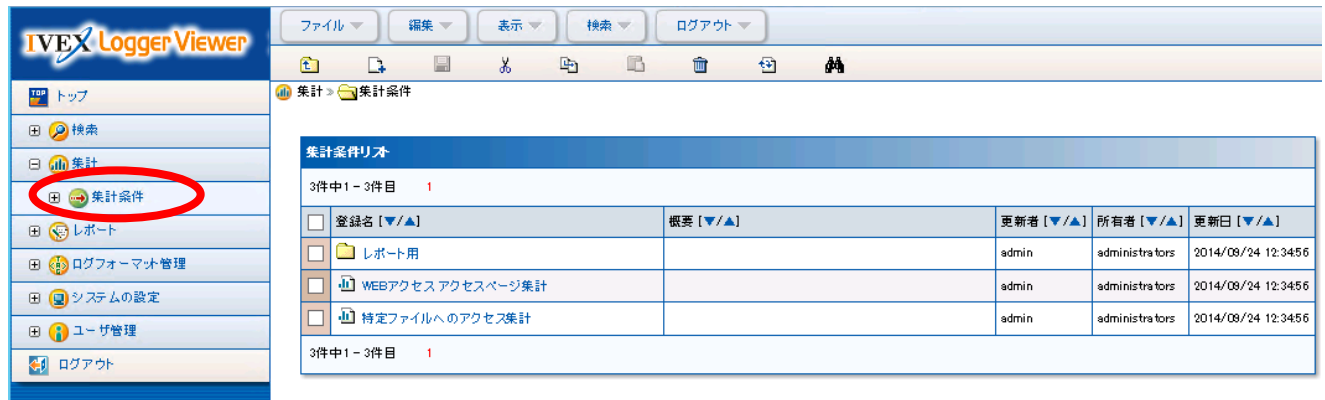 IVEX Logger Viewer
ファイル 編集 表示 検索 ログアウト
集計 » 集計条件
TOP トップ
検索
集計
集計条件
レポート
ログフォーマット管理
システムの設定
ユーザ管理
ログアウト
集計条件リスト
3件中1-3件目 1
登録名 [▼/▲] 概要 [▼/▲] 更新者 [▼/▲] 所有者 [▼/▲] 更新日 [▼/▲]
レポート用 admin administrators 2014/09/24 12:34:56
WEBアクセス アクセスページ集計 admin administrators 2014/09/24 12:34:56
特定ファイルへのアクセス集計 admin administrators 2014/09/24 12:34:56
3件中1-3件目 1